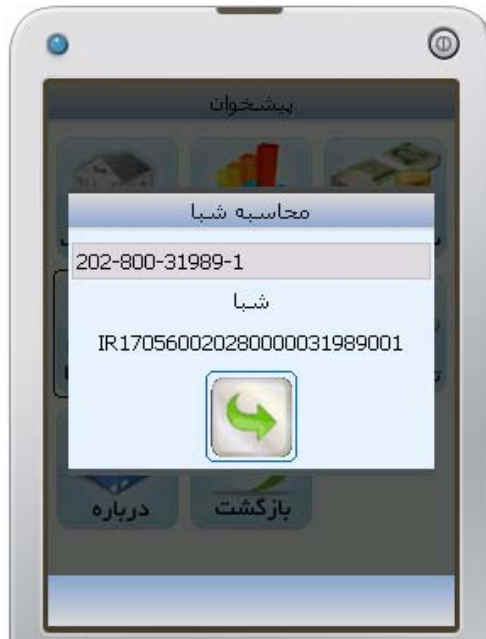 پیشخوان
محاسبه شبا
202-800-31989-1
شبا
IR170560020280000031989001
درباره
بازگشت